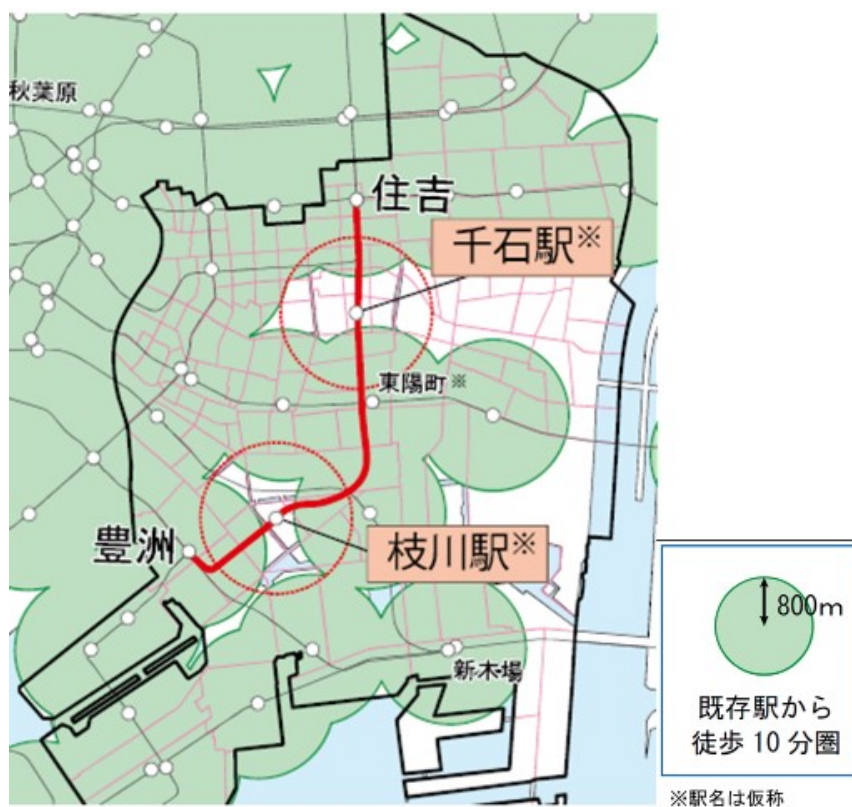 秋葉原
住吉
千石駅※
東陽町※
豊洲
枝川駅※
新木場
800m
既存駅から
徒歩10分圏
※駅名は仮称